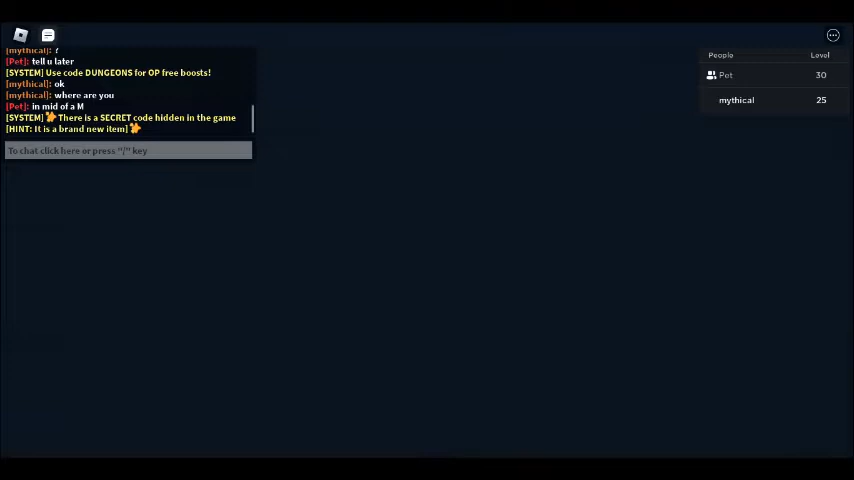 [mythical]: ?
[Pet]: tell u later
[SYSTEM] Use code DUNGEONS for OP free boosts!
[mythical]: ok
[mythical]: where are you
[Pet]: in mid of a M
[SYSTEM] There is a SECRET code hidden in the game
[HINT: It is a brand new item]
To chat click here or press "/" key
People Level
Pet 30
mythical 25